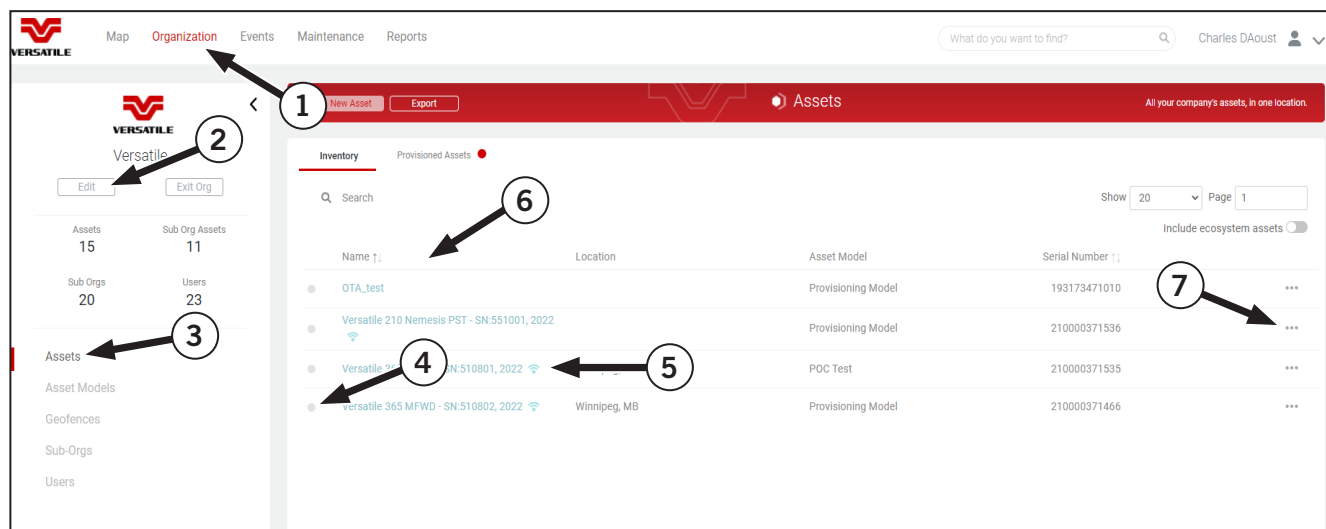 VERSATILE
Map Organization Events Maintenance Reports
What do you want to find?
Charles DAoust
1
New Asset Export
Assets
All your company's assets, in one location.
VERSATILE
Versatile
2
Edit Exit Org
Assets Sub Org Assets
15 11
Sub Orgs Users
20 23
3
Assets
Asset Models
Geofences
Sub-Orgs
Users
Inventory Provisioned Assets
Search
6
Show 20 Page 1
Include ecosystem assets
Name Location Asset Model Serial Number
7
OTA_test Provisioning Model 193173471010
Versatile 210 Nemesis PST - SN:551001, 2022 Provisioning Model 210000371536
4
5
Versatile SN:510801, 2022 POC Test 210000371535
Versatile 365 MFWD - SN:510802, 2022 Winnipeg, MB Provisioning Model 210000371466